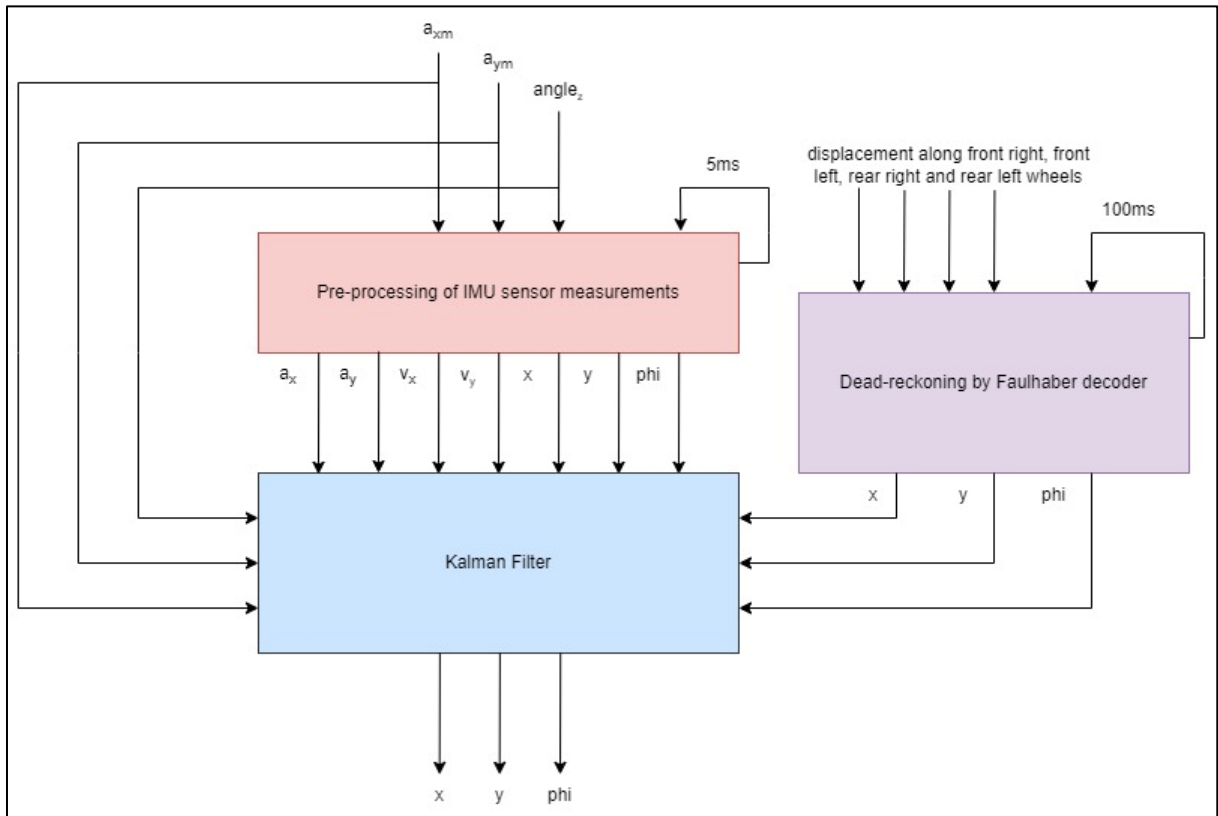 a_xm
a_ym
angle_z
5ms
displacement along front right, front
left, rear right and rear left wheels
100ms
Pre-processing of IMU sensor measurements
Dead-reckoning by Faulhaber decoder
a_x
a_y
v_x
v_y
x
y
phi
x
y
phi
Kalman Filter
x
y
phi